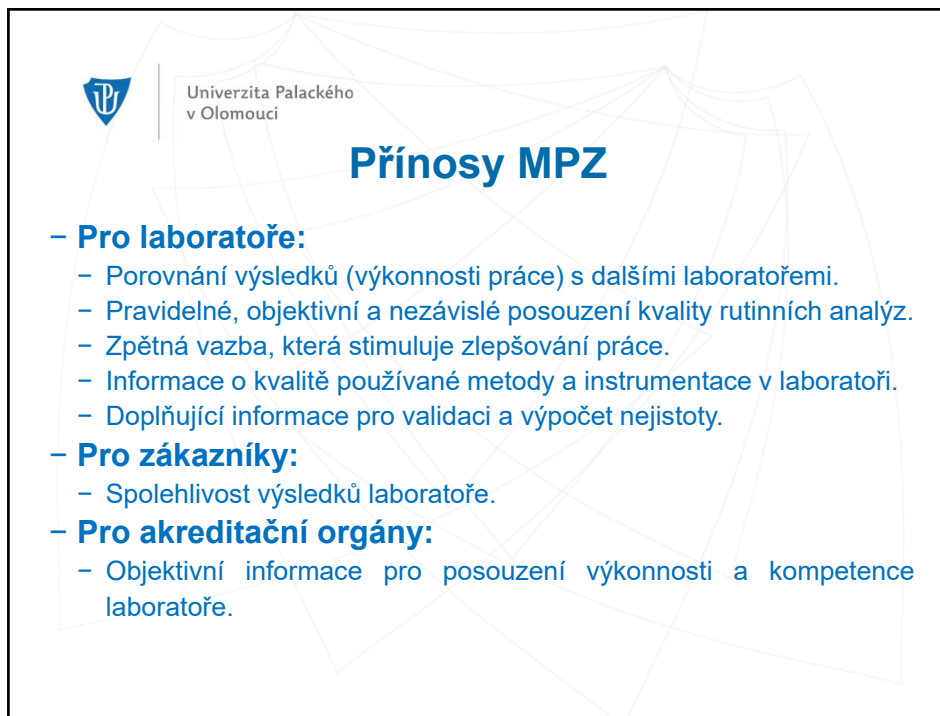 Univerzita Palackého
v Olomouci
Přínosy MPZ
− Pro laboratoře:
− Porovnání výsledků (výkonnosti práce) s dalšími laboratořemi.
− Pravidelné, objektivní a nezávislé posouzení kvality rutinních analýz.
− Zpětná vazba, která stimuluje zlepšování práce.
− Informace o kvalitě používané metody a instrumentace v laboratoři.
− Doplňující informace pro validaci a výpočet nejistoty.
− Pro zákazníky:
− Spolehlivost výsledků laboratoře.
− Pro akreditační orgány:
− Objektivní informace pro posouzení výkonnosti a kompetence
laboratoře.